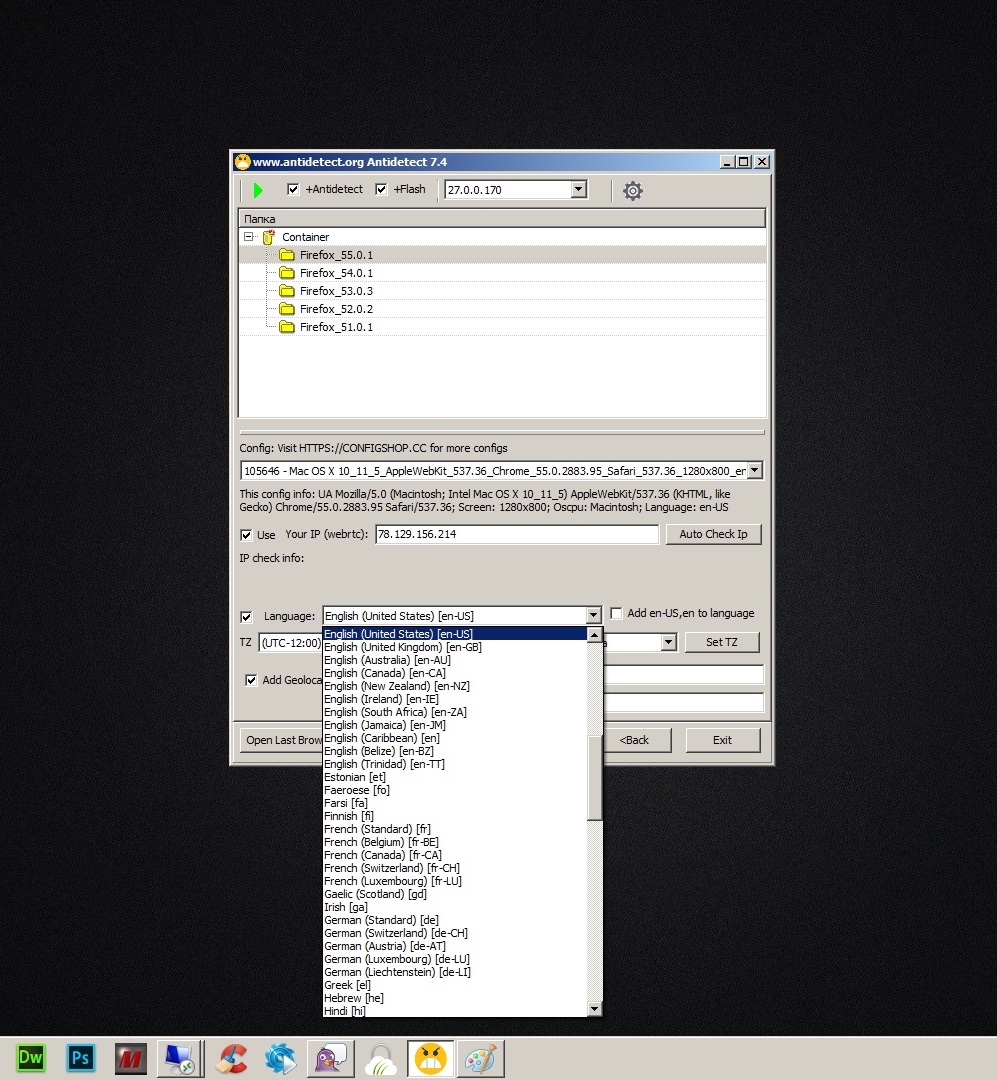 www.antidetect.org Antidetect 7.4
+Antidetect +Flash 27.0.0.170
Папка
Container
Firefox_55.0.1
Firefox_54.0.1
Firefox_53.0.3
Firefox_52.0.2
Firefox_51.0.1
Config: Visit HTTPS://CONFIGSHOP.CC for more configs
105646 - Mac OS X 10_11_5_AppleWebKit_537.36_Chrome_55.0.2883.95_Safari_537.36_1280x800_en
This config info: UA Mozilla/5.0 (Macintosh; Intel Mac OS X 10_11_5) AppleWebKit/537.36 (KHTML, like
Gecko) Chrome/55.0.2883.95 Safari/537.36; Screen: 1280x800; Oscpu: Macintosh; Language: en-US
Use Your IP (webrtc): 78.129.156.214 Auto Check Ip
IP check info:
Language: English (United States) [en-US] Add en-US,en to language
TZ (UTC-12:00) Set TZ
Add Geoloca
Open Last Brow <Back Exit
English (United States) [en-US]
English (United Kingdom) [en-GB]
English (Australia) [en-AU]
English (Canada) [en-CA]
English (New Zealand) [en-NZ]
English (Ireland) [en-IE]
English (South Africa) [en-ZA]
English (Jamaica) [en-JM]
English (Caribbean) [en]
English (Belize) [en-BZ]
English (Trinidad) [en-TT]
Estonian [et]
Faeroese [fo]
Farsi [fa]
Finnish [fi]
French (Standard) [fr]
French (Belgium) [fr-BE]
French (Canada) [fr-CA]
French (Switzerland) [fr-CH]
French (Luxembourg) [fr-LU]
Gaelic (Scotland) [gd]
Irish [ga]
German (Standard) [de]
German (Switzerland) [de-CH]
German (Austria) [de-AT]
German (Luxembourg) [de-LU]
German (Liechtenstein) [de-LI]
Greek [el]
Hebrew [he]
Hindi [hi]
Dw Ps M